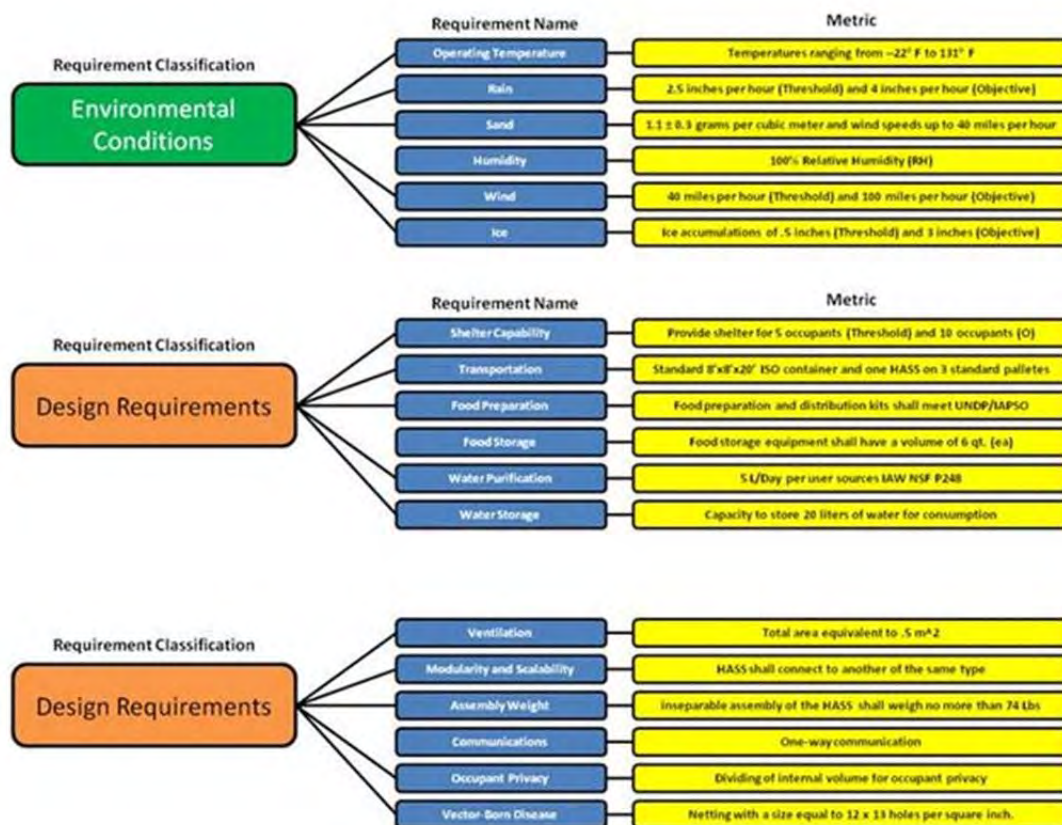 Requirement Name
Metric
Requirement Classification
Environmental
Conditions
Operating Temperature
Temperatures ranging from −22° F to 131° F
Rain
2.5 inches per hour (Threshold) and 4 inches per hour (Objective)
Sand
1.1 ± 0.3 grams per cubic meter and wind speeds up to 40 miles per hour
Humidity
100% Relative Humidity (RH)
Wind
40 miles per hour (Threshold) and 100 miles per hour (Objective)
Ice
Ice accumulations of .5 inches (Threshold) and 3 inches (Objective)
Requirement Name
Metric
Requirement Classification
Design Requirements
Shelter Capability
Provide shelter for 5 occupants (Threshold) and 10 occupants (O)
Transportation
Standard 8'x8'x20' ISO container and one HASS on 3 standard palletes
Food Preparation
Food preparation and distribution kits shall meet UNDP/IAPSO
Food Storage
Food storage equipment shall have a volume of 6 qt. (ea)
Water Purification
5 L/Day per user sources IAW NSF P248
Water Storage
Capacity to store 20 liters of water for consumption
Requirement Classification
Design Requirements
Ventilation
Total area equivalent to .5 m^2
Modularity and Scalability
HASS shall connect to another of the same type
Assembly Weight
inseparable assembly of the HASS shall weigh no more than 74 Lbs
Communications
One-way communication
Occupant Privacy
Dividing of internal volume for occupant privacy
Vector-Born Disease
Netting with a size equal to 12 x 13 holes per square inch.